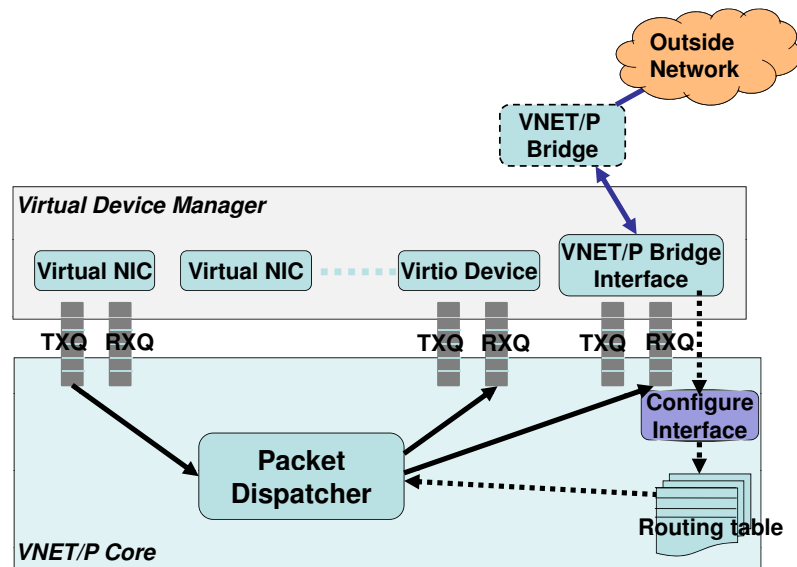 Outside
Network
VNET/P
Bridge
Virtual Device Manager
Virtual NIC
Virtual NIC
Virtio Device
VNET/P Bridge
Interface
TXQ
RXQ
TXQ
RXQ
TXQ
RXQ
Configure
Interface
Packet
Dispatcher
Routing table
VNET/P Core